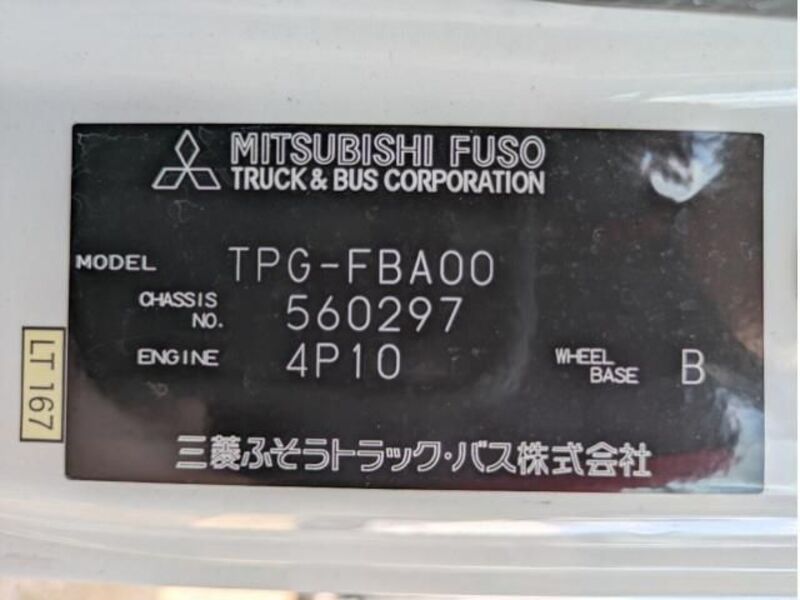 MITSUBISHI FUSO
TRUCK & BUS CORPORATION
MODEL TPG-FBA00
CHASSIS NO. 560297
ENGINE 4P10 WHEEL BASE B
三菱ふそうトラック・バス株式会社
LT 167